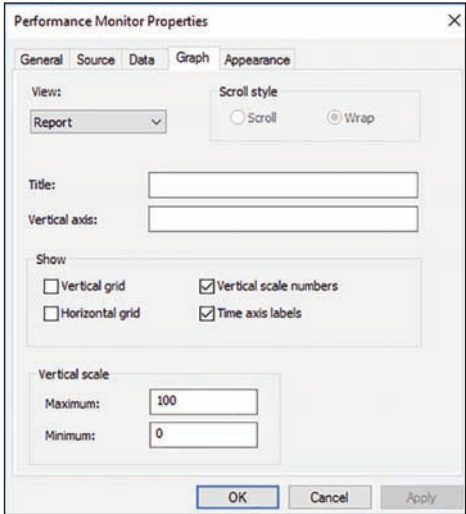 Performance Monitor Properties
General Source Data Graph Appearance
View:
Report
Scroll style
Scroll Wrap
Title:
Vertical axis:
Show
Vertical grid Vertical scale numbers
Horizontal grid Time axis labels
Vertical scale
Maximum: 100
Minimum: 0
OK Cancel Apply